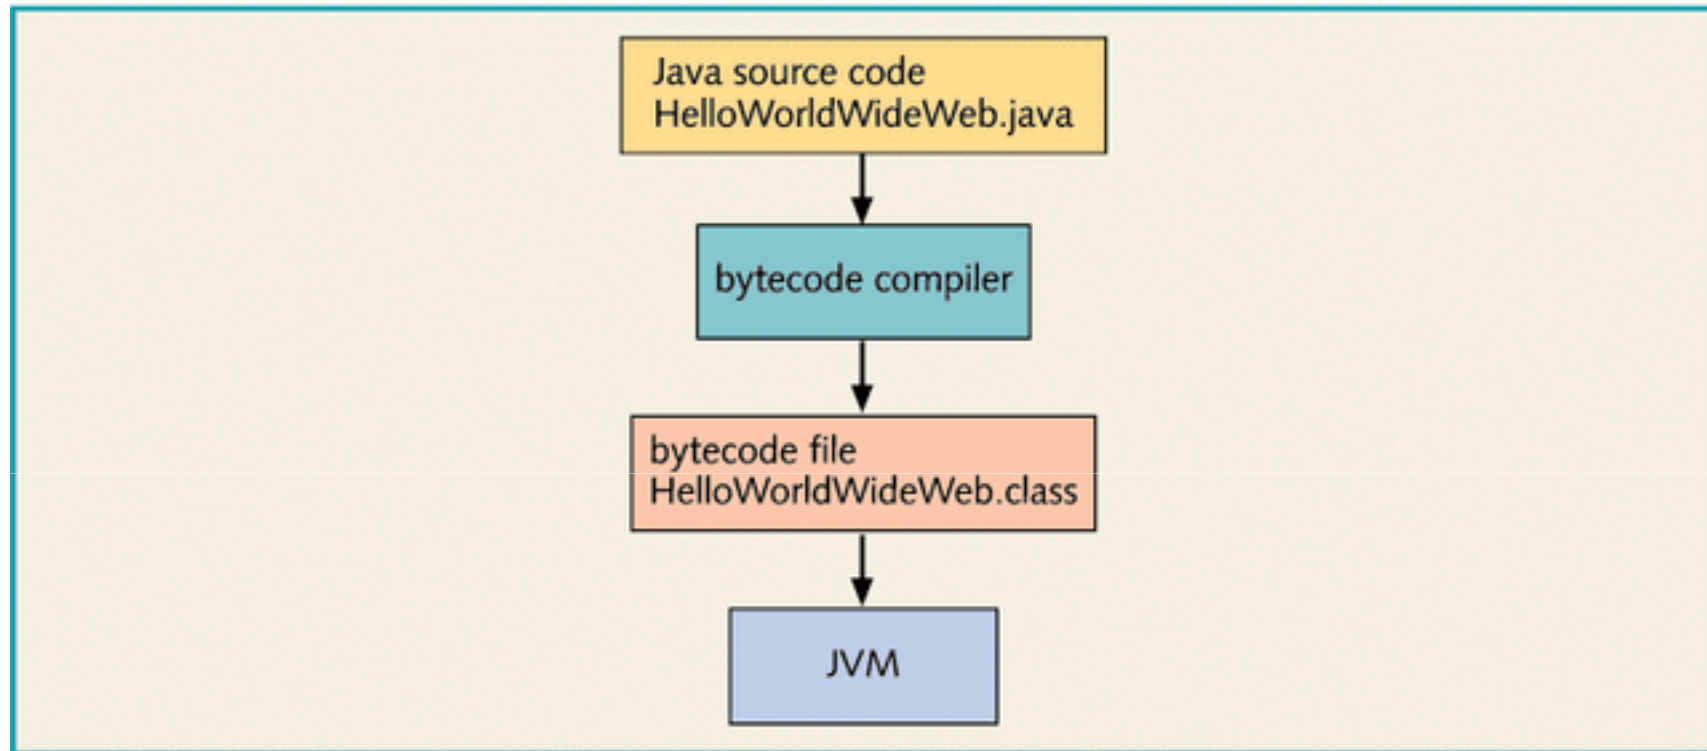 Java source code
HelloWorldWideWeb.java
bytecode compiler
bytecode file
HelloWorldWideWeb.class
JVM